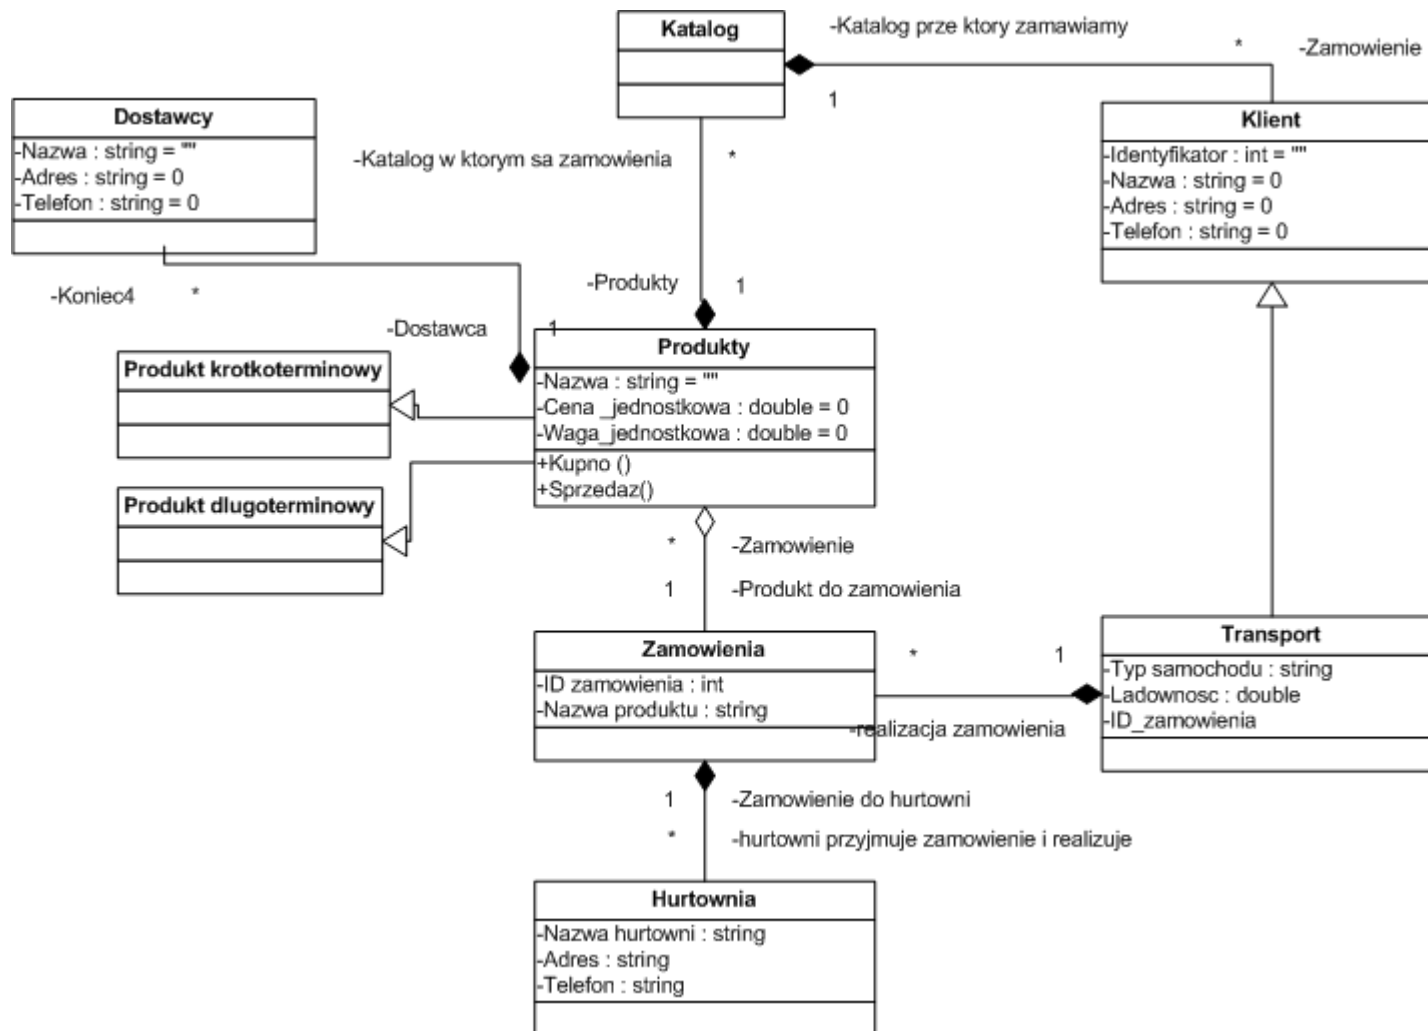 Katalog
-Katalog prze ktory zamawiamy
*
-Zamowienie
1
Dostawcy
-Nazwa : string = ""
-Adres : string = 0
-Telefon : string = 0
-Katalog w ktorym sa zamowienia
*
Klient
-Identyfikator : int = ""
-Nazwa : string = 0
-Adres : string = 0
-Telefon : string = 0
-Koniec4
*
-Produkty
1
-Dostawca
1
Produkt krotkoterminowy
Produkty
-Nazwa : string = ""
-Cena _jednostkowa : double = 0
-Waga_jednostkowa : double = 0
+Kupno ()
+Sprzedaz()
Produkt dlugoterminowy
*
-Zamowienie
1
-Produkt do zamowienia
Zamowienia
-ID zamowienia : int
-Nazwa produktu : string
*
1
-realizacja zamowienia
Transport
-Typ samochodu : string
-Ladownosc : double
-ID_zamowienia
1
-Zamowienie do hurtowni
*
-hurtowni przyjmuje zamowienie i realizuje
Hurtownia
-Nazwa hurtowni : string
-Adres : string
-Telefon : string